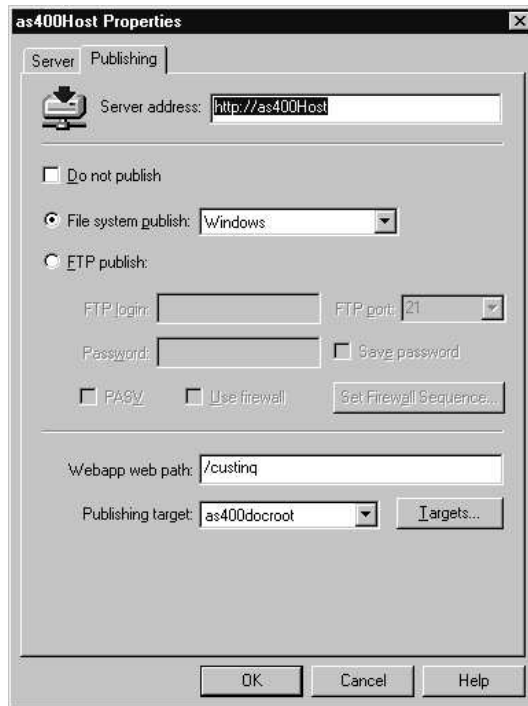 as400Host Properties
Server Publishing
Server address: http://as400Host
Do not publish
File system publish: Windows
FTP publish:
FTP login: FTP port: 21
Password: Save password
PASV Use firewall Set Firewall Sequence...
Webapp web path: /custinq
Publishing target: as400docroot Targets...
OK Cancel Help